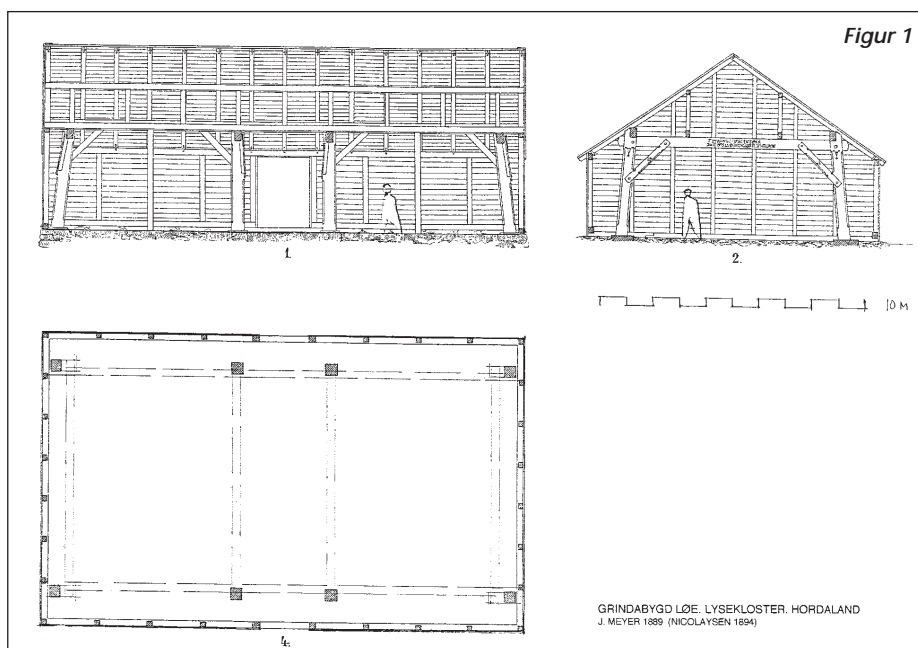 Figur 1
1.
2.
10 M
4.
GRINDABYGD LØE. LYSEKLOSTER. HORDALAND
J. MEYER 1889 (NICOLAYSEN 1894)